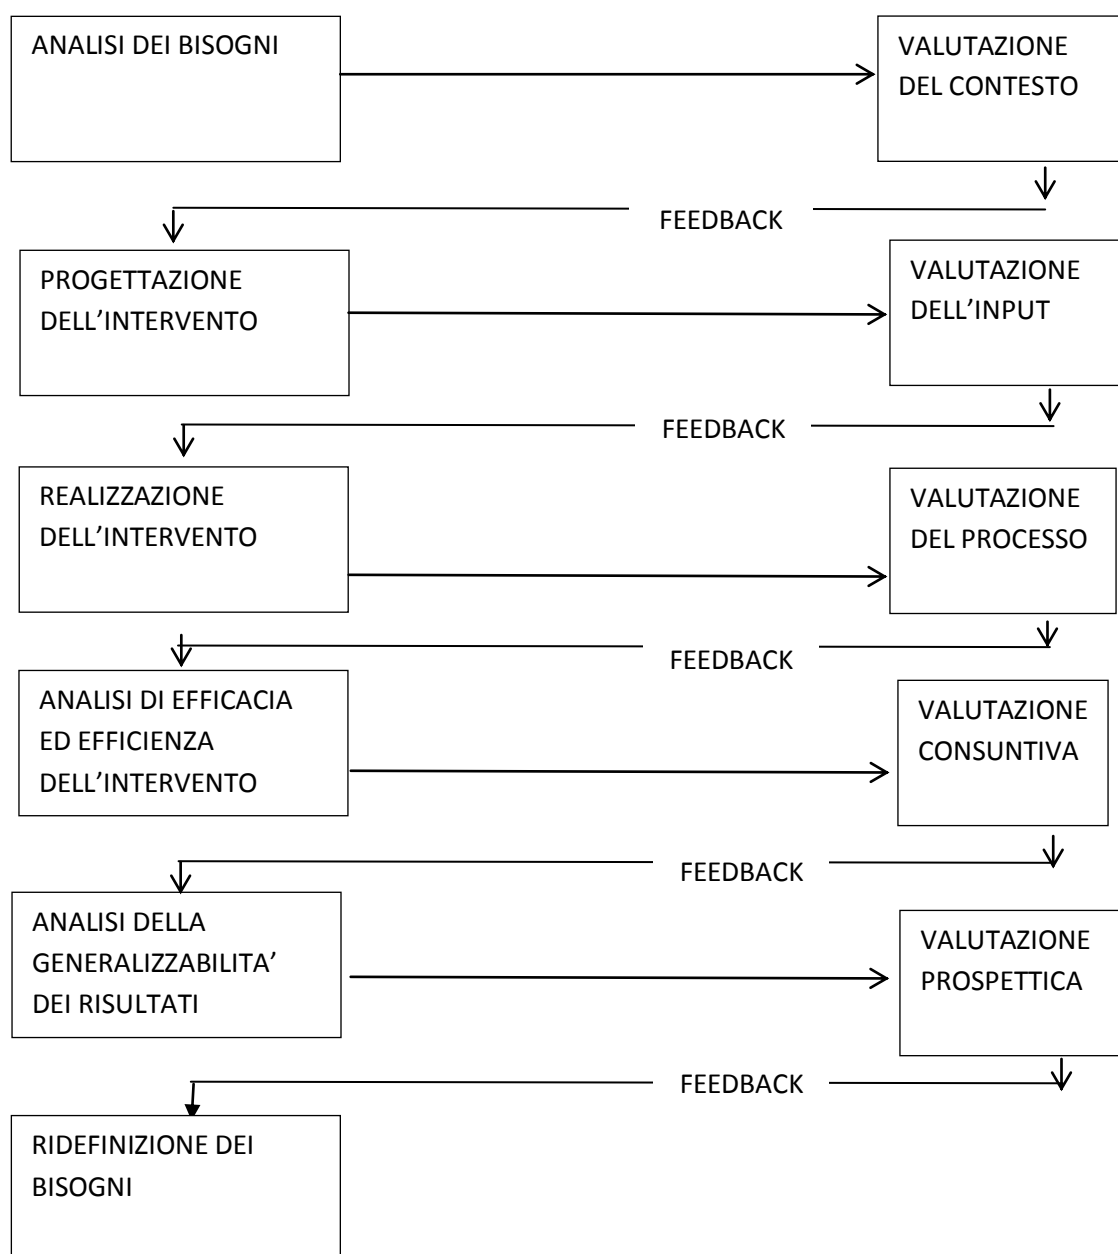 ANALISI DEI BISOGNI
VALUTAZIONE
DEL CONTESTO
FEEDBACK
PROGETTAZIONE
DELL’INTERVENTO
VALUTAZIONE
DELL’INPUT
FEEDBACK
REALIZZAZIONE
DELL’INTERVENTO
VALUTAZIONE
DEL PROCESSO
FEEDBACK
ANALISI DI EFFICACIA
ED EFFICIENZA
DELL’INTERVENTO
VALUTAZIONE
CONSUNTIVA
FEEDBACK
ANALISI DELLA
GENERALIZZABILITA’
DEI RISULTATI
VALUTAZIONE
PROSPETTICA
FEEDBACK
RIDEFINIZIONE DEI
BISOGNI